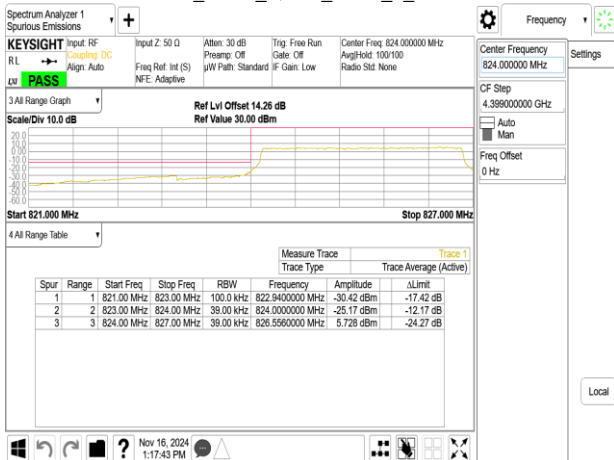 Spectrum Analyzer 1
Spurious Emissions
+
Frequency
KEYSIGHT Input: RF Input Z: 50 Ω Atten: 30 dB Trig: Free Run Center Freq: 824.000000 MHz
RL Coupling: DC Preamp: Off Gate: Off Avg|Hold: 100/100
Align: Auto Freq Ref: Int (S) µW Path: Standard IF Gain: Low Radio Std: None
PASS NFE: Adaptive
Center Frequency
824.000000 MHz
Settings
CF Step
4.399000000 GHz
Auto
Man
Freq Offset
0 Hz
3 All Range Graph
Ref Lvl Offset 14.26 dB
Scale/Div 10.0 dB Ref Value 30.00 dBm
20.0
10.0
0.00
-10.0
-20.0
-30.0
-40.0
-50.0
-60.0
Start 821.000 MHz Stop 827.000 MHz
4 All Range Table
Measure Trace Trace 1
Trace Type Trace Average (Active)
Spur Range Start Freq Stop Freq RBW Frequency Amplitude ΔLimit
1 1 821.00 MHz 823.00 MHz 100.0 kHz 822.9400000 MHz -30.42 dBm -17.42 dB
2 2 823.00 MHz 824.00 MHz 39.00 kHz 824.0000000 MHz -25.17 dBm -12.17 dB
3 3 824.00 MHz 827.00 MHz 39.00 kHz 826.5560000 MHz 5.728 dBm -24.27 dB
Local
? Nov 16, 2024
1:17:43 PM